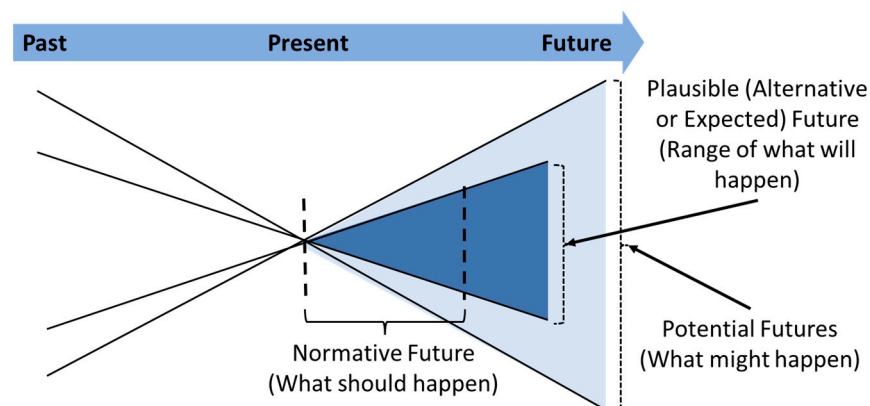 Past Present Future
Plausible (Alternative
or Expected) Future
(Range of what will
happen)
Potential Futures
(What might happen)
Normative Future
(What should happen)